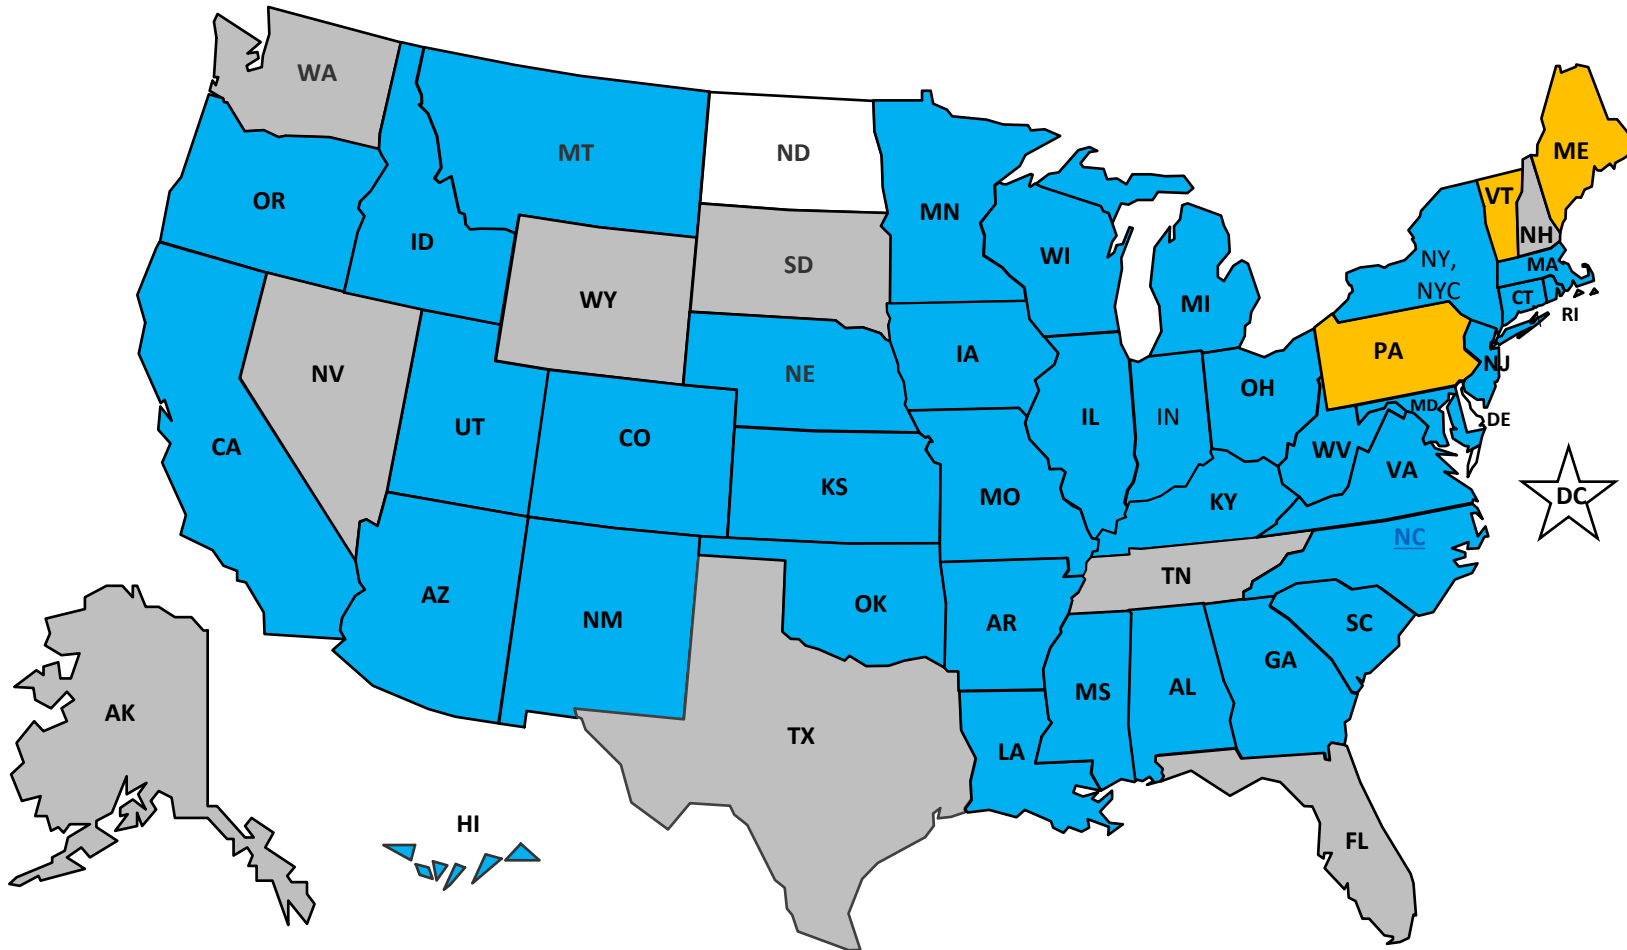 WA
MT
ND
ME
OR
VT
MN
NH
ID
WI
NY,
SD
MA
NYC
WY
CT
MI
RI
IA
PA
NV
NJ
NE
OH
MD
IL
IN
DE
UT
CO
CA
WV
VA
KS
MO
KY
DC
NC
TN
AZ
OK
NM
AR
SC
GA
MS
AL
AK
TX
LA
HI
FL